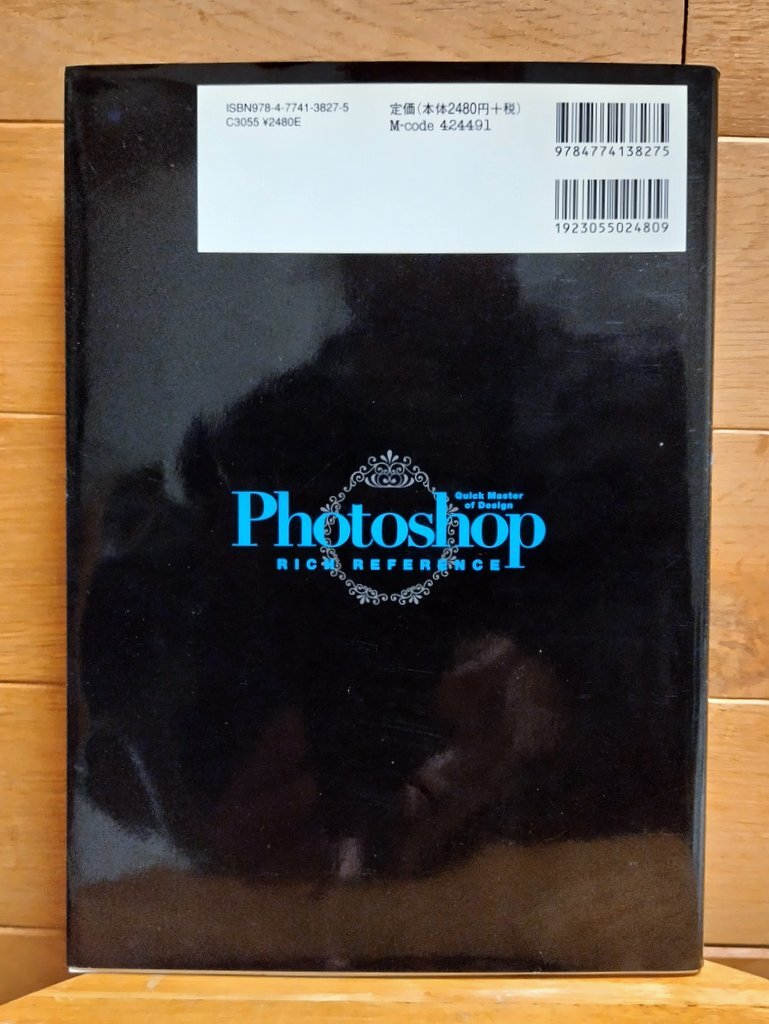 ISBN978-4-7741-3827-5
C3055 ¥2480E
定価(本体2480円+税)
M-code 424491
9784774138275
1923055024809
Quick Master
of Design
Photoshop
RICH REFERENCE